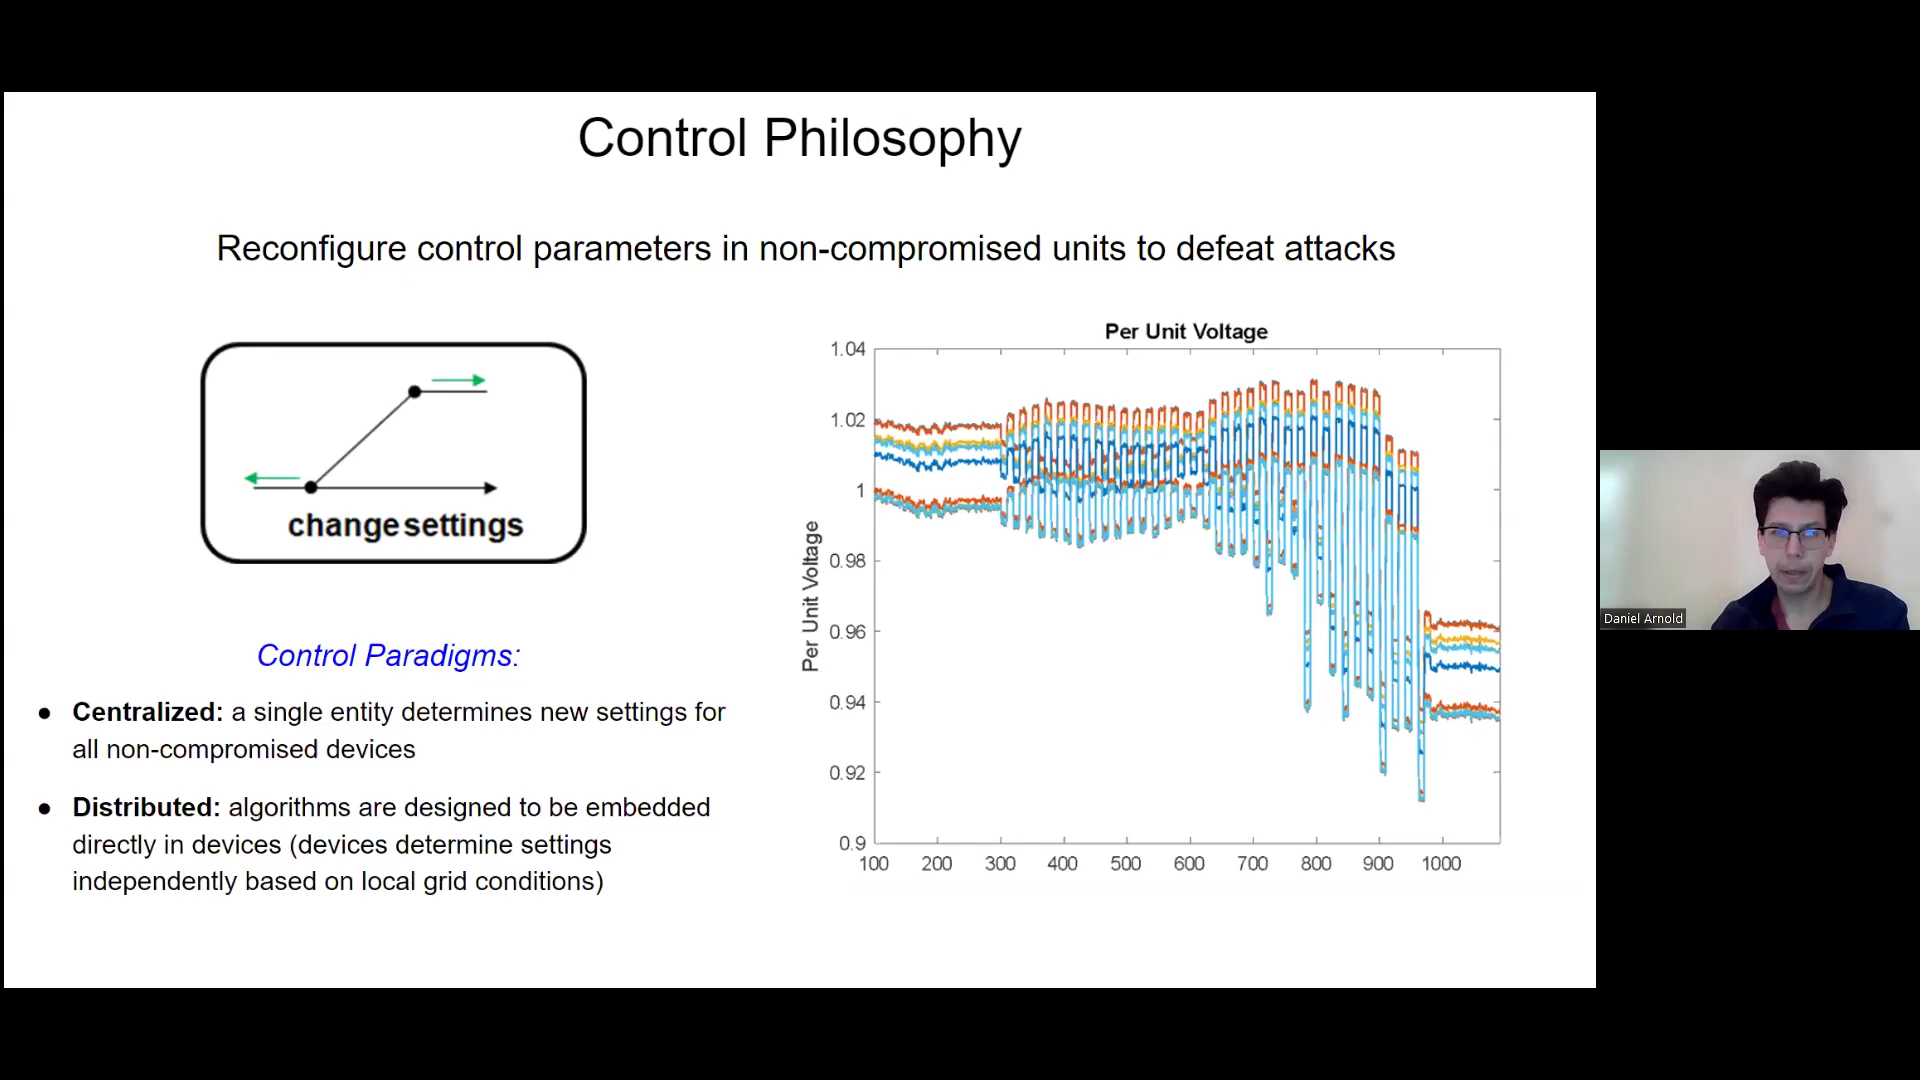 Control Philosophy
Reconfigure control parameters in non-compromised units to defeat attacks
change settings
Control Paradigms:
● Centralized: a single entity determines new settings for
all non-compromised devices
● Distributed: algorithms are designed to be embedded
directly in devices (devices determine settings
independently based on local grid conditions)
Per Unit Voltage
Per Unit Voltage
1.04
1.02
1
0.98
0.96
0.94
0.92
0.9
100 200 300 400 500 600 700 800 900 1000
Daniel Arnold